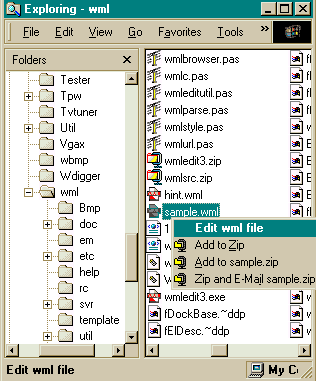 Exploring - wml
File Edit View Go Favorites Tools »
Folders
Tester
Tpw
Tvtuner
Util
Vgax
wbmp
Wdigger
wml
Bmp
doc
em
etc
help
rc
svr
template
util
wmlbrowser.pas
wmlc.pas
wmleditutil.pas
wmlparse.pas
wmlstyle.pas
wmlurl.pas
wmledit3.zip
wmlsrc.zip
hint.wml
sample.wml
Edit wml file
Add to Zip
Add to sample.zip
Zip and E-Mail sample.zip
wmledit3.exe
fDockBase.~ddp
fElDesc.~ddp
Edit wml file
My C